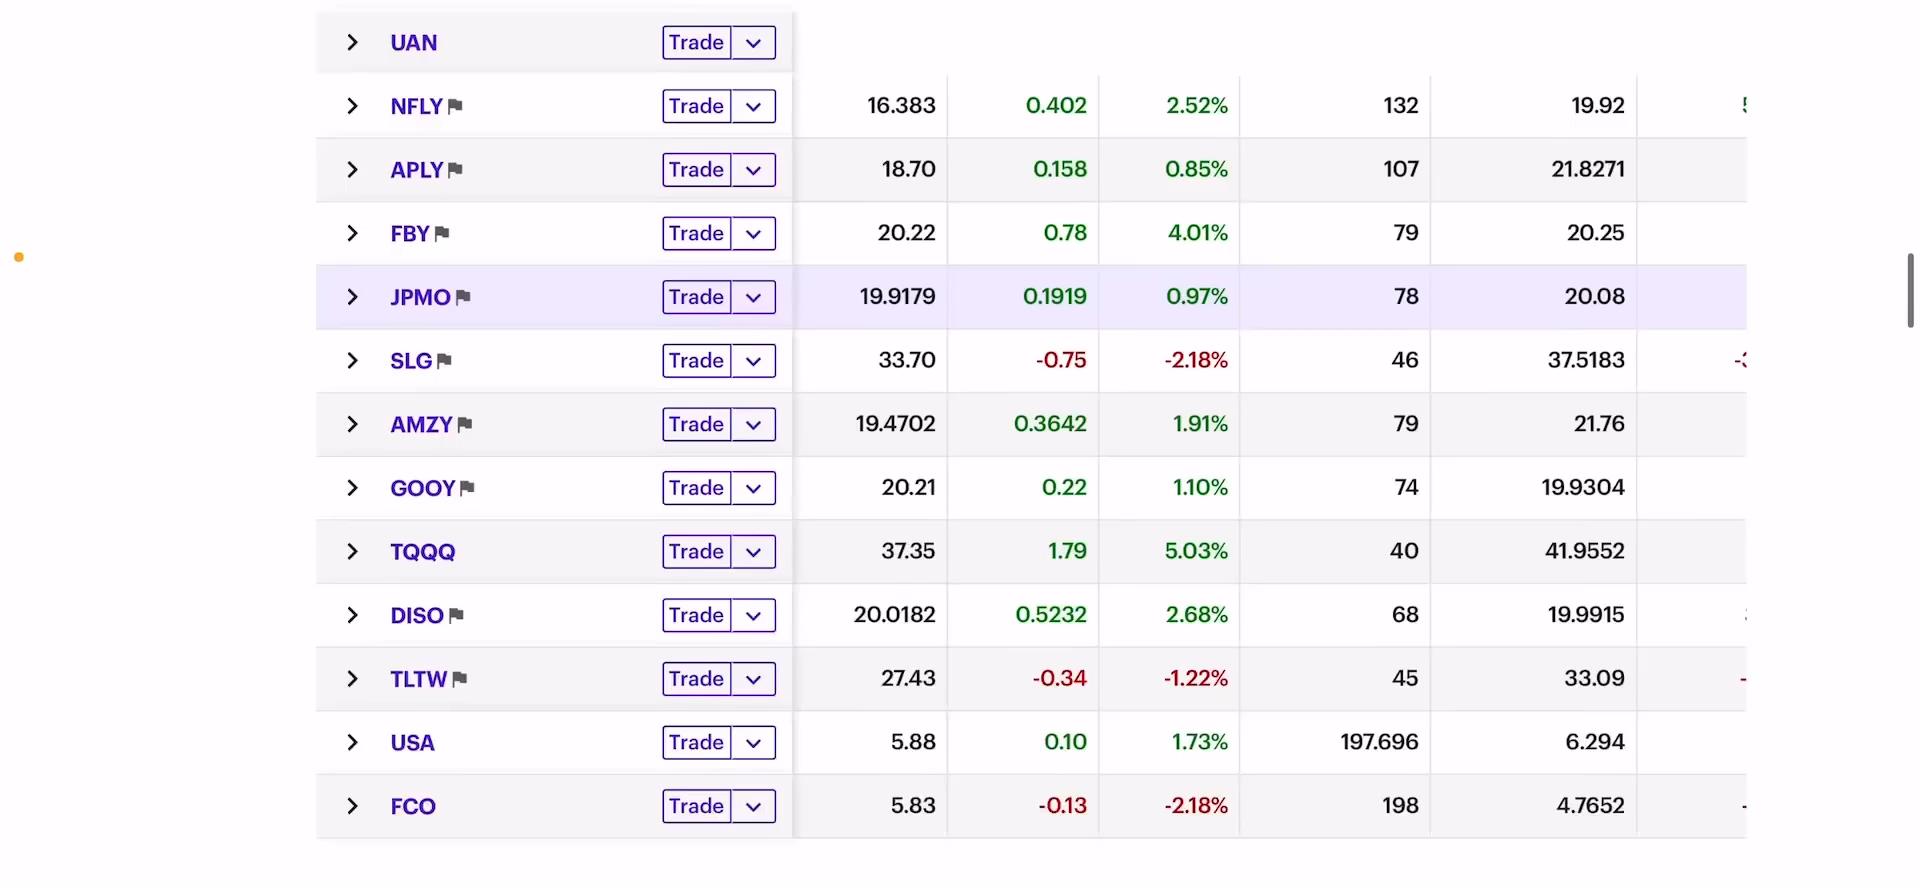 UAN Trade
NFLY Trade 16.383 0.402 2.52% 132 19.92
APLY Trade 18.70 0.158 0.85% 107 21.8271
FBY Trade 20.22 0.78 4.01% 79 20.25
JPMO Trade 19.9179 0.1919 0.97% 78 20.08
SLG Trade 33.70 -0.75 -2.18% 46 37.5183
AMZY Trade 19.4702 0.3642 1.91% 79 21.76
GOOY Trade 20.21 0.22 1.10% 74 19.9304
TQQQ Trade 37.35 1.79 5.03% 40 41.9552
DISO Trade 20.0182 0.5232 2.68% 68 19.9915
TLTW Trade 27.43 -0.34 -1.22% 45 33.09
USA Trade 5.88 0.10 1.73% 197.696 6.294
FCO Trade 5.83 -0.13 -2.18% 198 4.7652